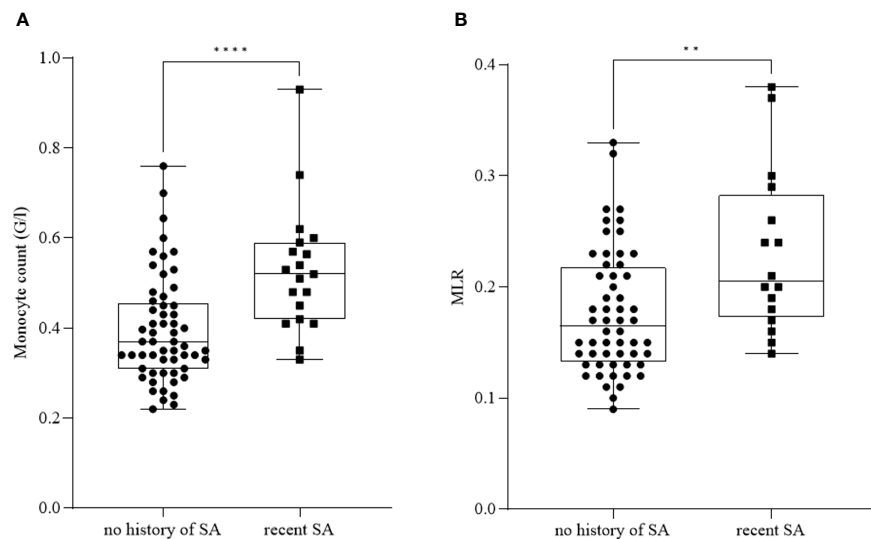 A
B
****
**
1.0
0.8
0.6
0.4
0.2
0.0
Monocyte count (G/l)
no history of SA
recent SA
0.4
0.3
0.2
0.1
0.0
MLR
no history of SA
recent SA